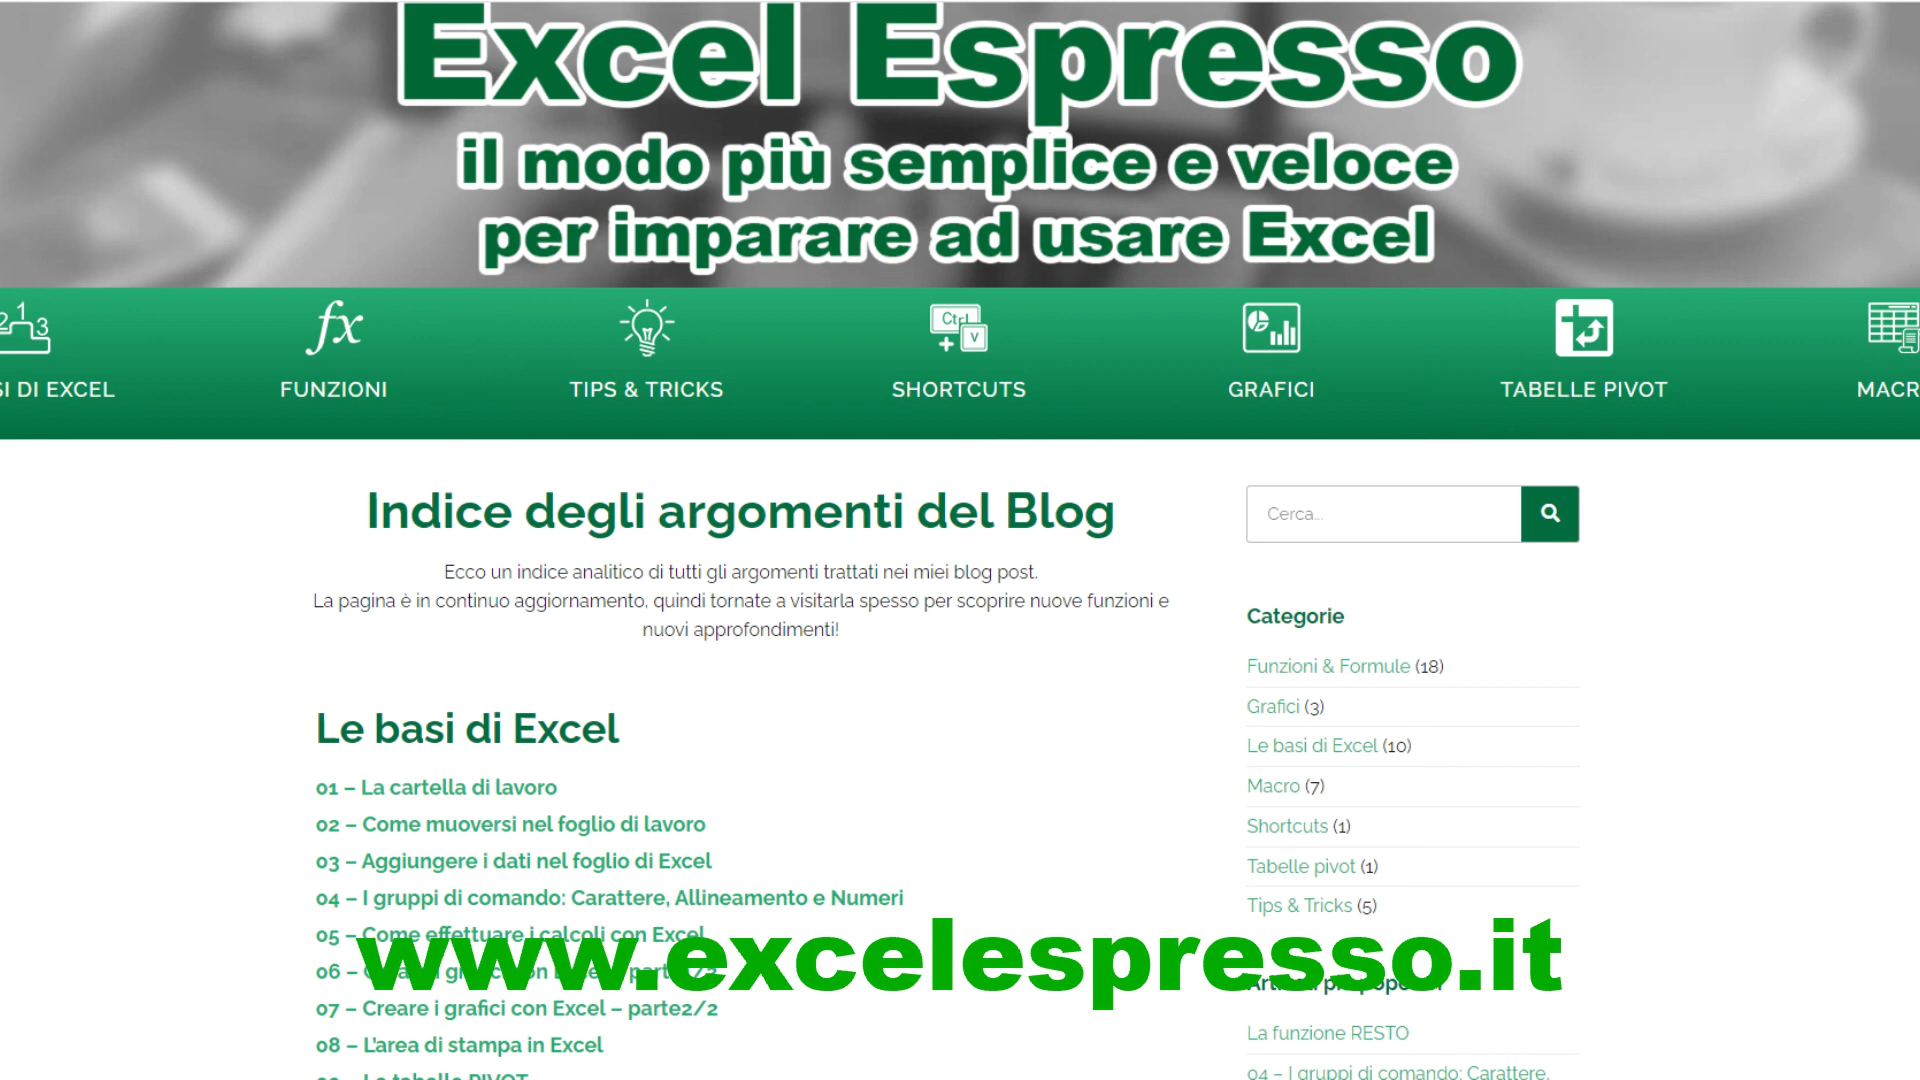 Excel Espresso
il modo più semplice e veloce
per imparare ad usare Excel
1
2 3
fx
Ctrl
+ V
DI EXCEL
FUNZIONI
TIPS & TRICKS
SHORTCUTS
GRAFICI
TABELLE PIVOT
MACR
Indice degli argomenti del Blog
Ecco un indice analitico di tutti gli argomenti trattati nei miei blog post.
La pagina è in continuo aggiornamento, quindi tornate a visitarla spesso per scoprire nuove funzioni e
nuovi approfondimenti!
Le basi di Excel
01 – La cartella di lavoro
02 – Come muoversi nel foglio di lavoro
03 – Aggiungere i dati nel foglio di Excel
04 – I gruppi di comando: Carattere, Allineamento e Numeri
05 – Come effettuare i calcoli con Excel
06 –
07 – Creare i grafici con Excel – parte2/2
08 – L'area di stampa in Excel
Le tabelle PIVOT
Cerca...
Categorie
Funzioni & Formule (18)
Grafici (3)
Le basi di Excel (10)
Macro (7)
Shortcuts (1)
Tabelle pivot (1)
Tips & Tricks (5)
La funzione RESTO
04 – I gruppi di comando: Carattere,
www.excelespresso.it